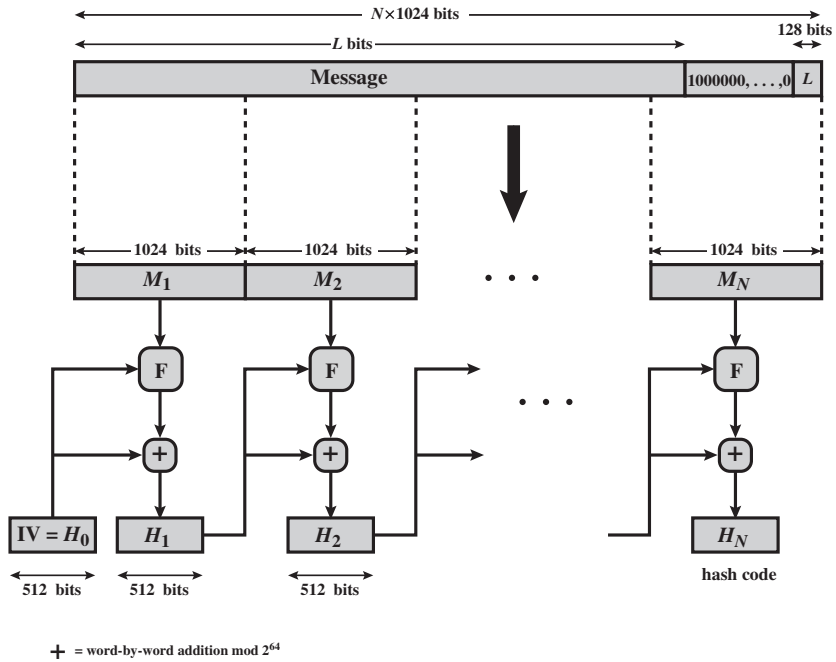 N×1024 bits
128 bits
L bits
Message 1000000, . . . ,0 L
1024 bits 1024 bits 1024 bits
M1 M2 . . . MN
F F F
. . .
+ + +
IV = H0 H1 H2 HN
hash code
512 bits 512 bits 512 bits
+ = word-by-word addition mod 2^64